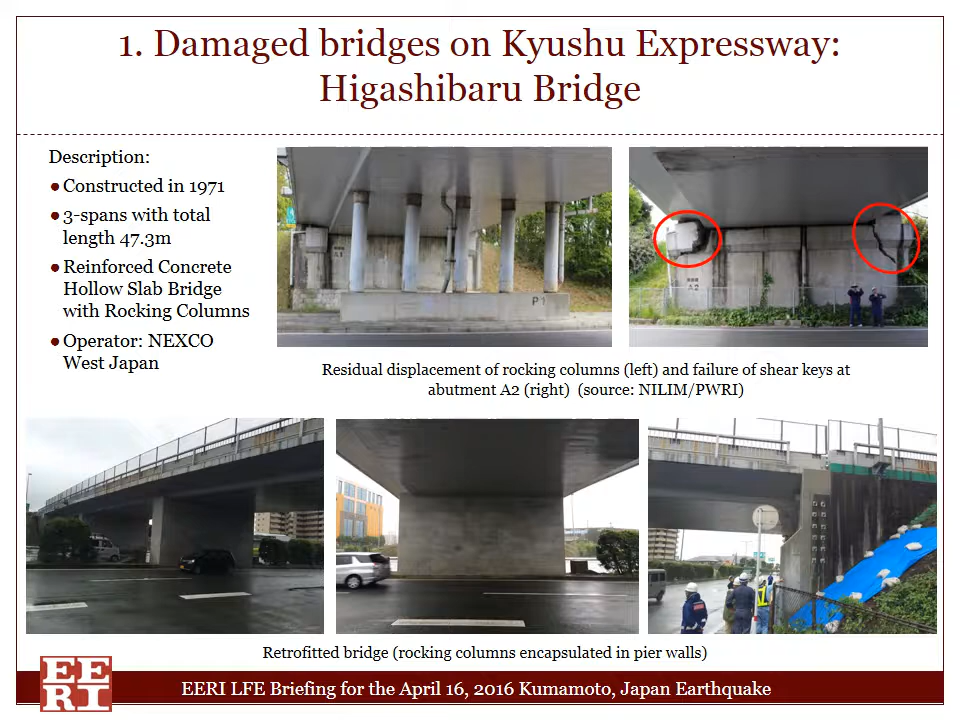 1. Damaged bridges on Kyushu Expressway:
Higashibaru Bridge
Description:
• Constructed in 1971
• 3-spans with total
length 47.3m
• Reinforced Concrete
Hollow Slab Bridge
with Rocking Columns
• Operator: NEXCO
West Japan
A1
P1
A2
Residual displacement of rocking columns (left) and failure of shear keys at
abutment A2 (right) (source: NILIM/PWRI)
Retrofitted bridge (rocking columns encapsulated in pier walls)
EE
RI
EERI LFE Briefing for the April 16, 2016 Kumamoto, Japan Earthquake